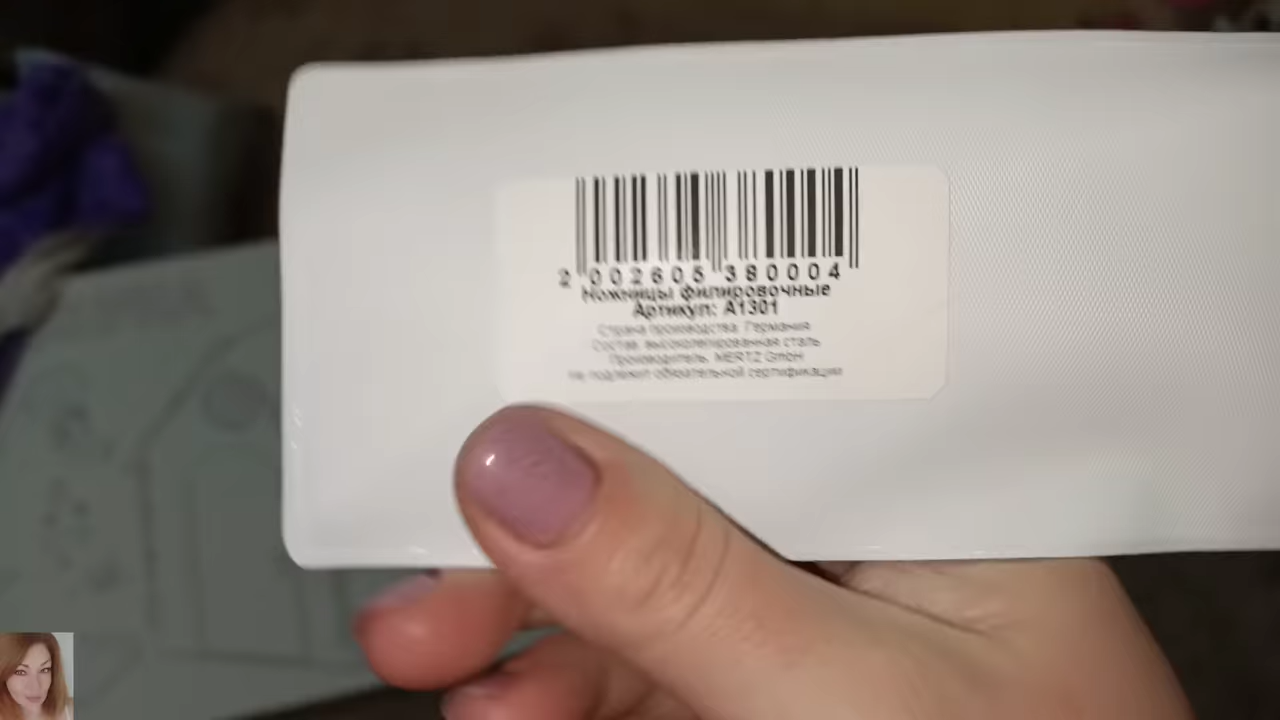 2 002605 380004
Ножницы филировочные
Артикул: A1301
Страна производства: Германия
Состав: высоколегированная сталь
Производитель: MERTZ GmbH
не подлежит обязательной сертификации